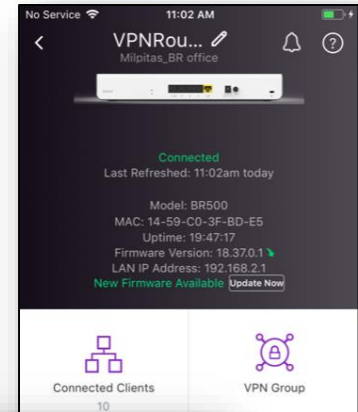 No Service 11:02 AM
VPNRou...
Milpitas_BR office
Connected
Last Refreshed: 11:02am today
Model: BR500
MAC: 14-59-C0-3F-BD-E5
Uptime: 19:47:17
Firmware Version: 18.37.0.1
LAN IP Address: 192.168.2.1
New Firmware Available Update Now
Connected Clients VPN Group
10